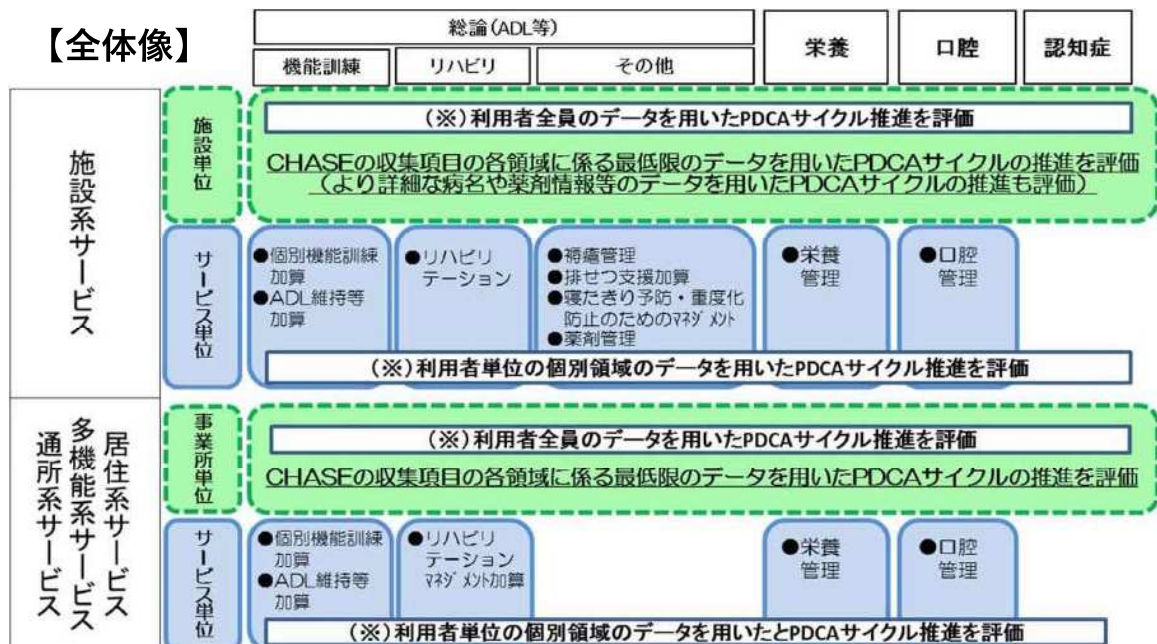 【全体像】
総論(ADL等)
機能訓練
リハビリ
その他
栄養
口腔
認知症
施設系サービス
施設単位
(※)利用者全員のデータを用いたPDCAサイクル推進を評価
CHASEの収集項目の各領域に係る最低限のデータを用いたPDCAサイクルの推進を評価
(より詳細な病名や薬剤情報等のデータを用いたPDCAサイクルの推進も評価)
サービス単位
●個別機能訓練
加算
●ADL維持等
加算
●リハビリ
テーション
●褥瘡管理
●排せつ支援加算
●寝たきり予防・重度化
防止のためのマネジメント
●薬剤管理
●栄養
管理
●口腔
管理
(※)利用者単位の個別領域のデータを用いたPDCAサイクル推進を評価
居住系サービス
多機能系サービス
通所系サービス
事業所単位
(※)利用者全員のデータを用いたPDCAサイクル推進を評価
CHASEの収集項目の各領域に係る最低限のデータを用いたPDCAサイクルの推進を評価
サービス単位
●個別機能訓練
加算
●ADL維持等
加算
●リハビリ
テーション
マネジメント加算
●栄養
管理
●口腔
管理
(※)利用者単位の個別領域のデータを用いたとPDCAサイクル推進を評価